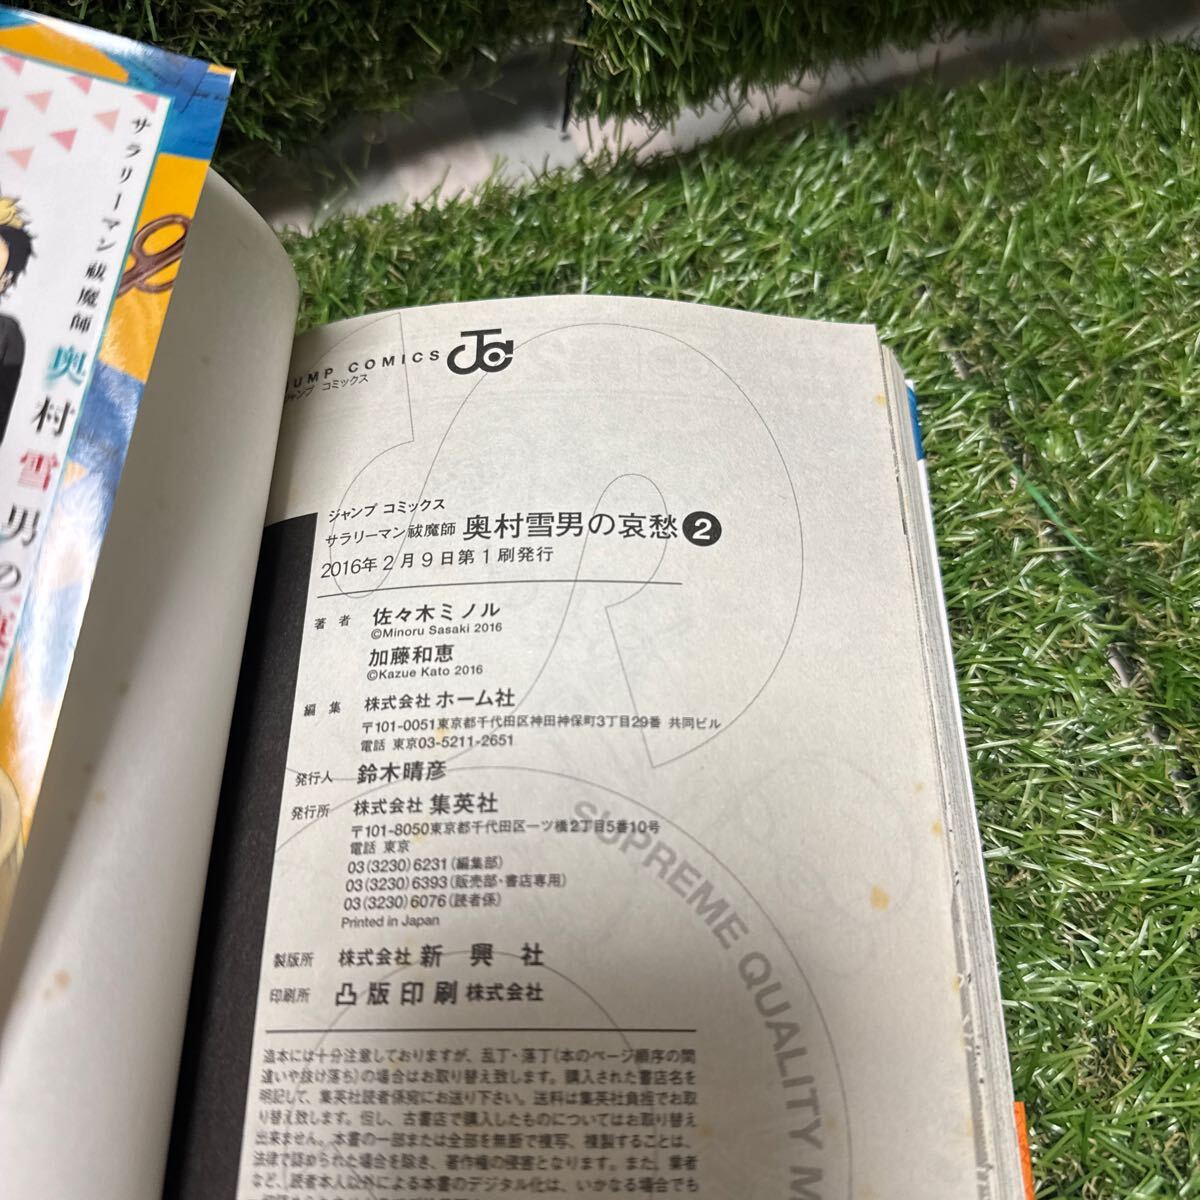 サラリーマン祓魔師
奥村雪男の
UMP COMICS
ャンプ コミックス
ジャンプ コミックス
サラリーマン祓魔師 奥村雪男の哀愁 2
2016年2月9日第1刷発行
著者 佐々木ミノル
©Minoru Sasaki 2016
加藤和恵
©Kazue Kato 2016
編集 株式会社 ホーム社
〒101-0051東京都千代田区神田神保町3丁目29番 共同ビル
電話 東京03-5211-2651
発行人 鈴木晴彦
発行所 株式会社 集英社
〒101-8050東京都千代田区一ツ橋2丁目5番10号
電話 東京
03(3230)6231(編集部)
03(3230)6393(販売部・書店専用)
03(3230)6076(読者係)
Printed in Japan
製版所 株式会社 新興社
印刷所 凸版印刷 株式会社
造本には十分注意しておりますが、乱丁・落丁(本のページ順序の間
違いや抜け落ち)の場合はお取り替え致します。購入された書店名を
明記して、集英社読者係宛にお送り下さい。送料は集英社負担でお取
り替え致します。但し、古書店で購入したものについてはお取り替え
出来ません。本書の一部または全部を無断で複写、複製することは、
法律で認められた場合を除き、著作権の侵害となります。また、業者
など、読者本人以外による本書のデジタル化は、いかなる場合でも
SUPREME QUALITY M